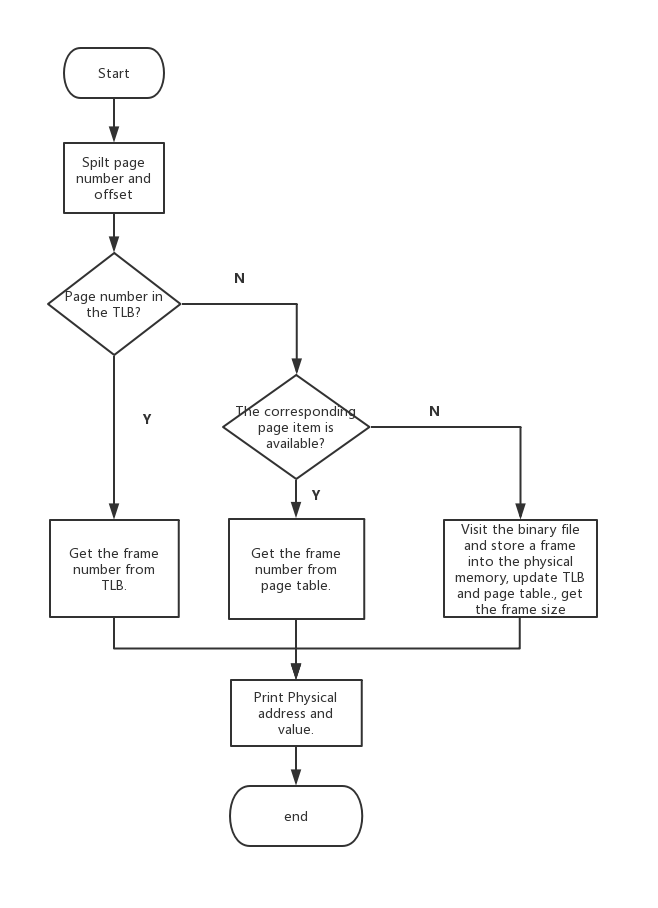 Start
Spilt page
number and
offset
N
Page number in
the TLB?
The corresponding
page item is
available?
N
Y
Y
Get the frame
number from
TLB.
Get the frame
number from
page table.
Visit the binary file
and store a frame
into the physical
memory, update TLB
and page table., get
the frame size
Print Physical
address and
value.
end